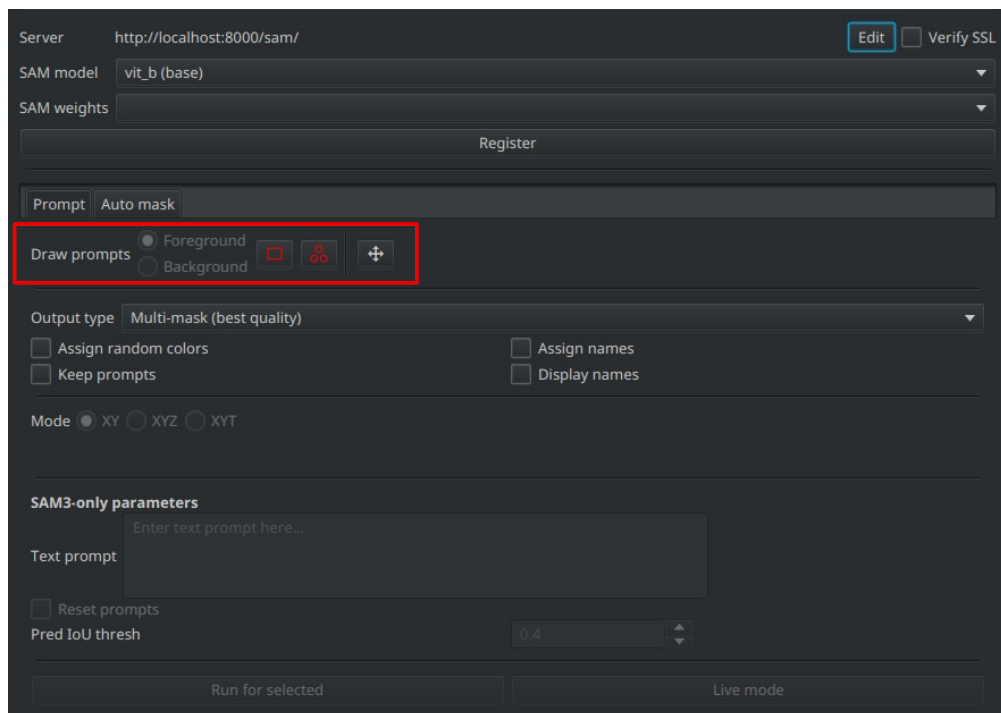 Server http://localhost:8000/sam/ Edit Verify SSL
SAM model vit_b (base)
SAM weights
Register
Prompt Auto mask
Draw prompts Foreground
Background
Output type Multi-mask (best quality)
Assign random colors Assign names
Keep prompts Display names
Mode XY XYZ XYT
SAM3-only parameters
Enter text prompt here...
Text prompt
Reset prompts
Pred IoU thresh 0.4
Run for selected Live mode